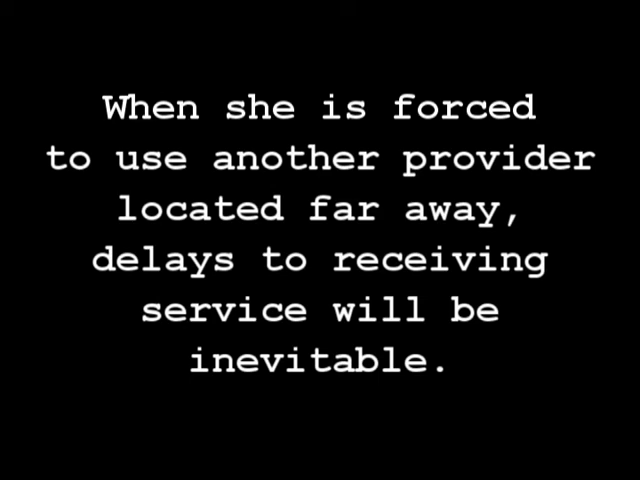 When she is forced
to use another provider
located far away,
delays to receiving
service will be
inevitable.